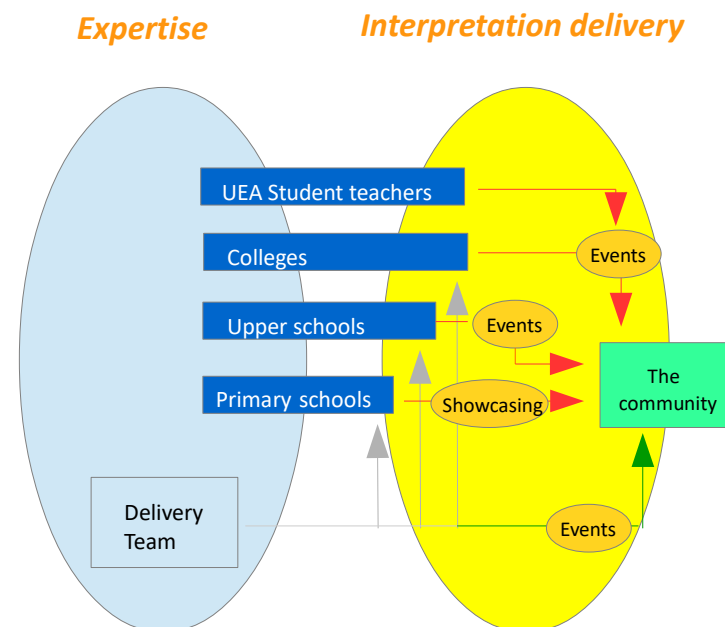 Expertise
Interpretation delivery
UEA Student teachers
Colleges
Events
Upper schools
Events
Primary schools
Showcasing
The
community
Delivery
Team
Events